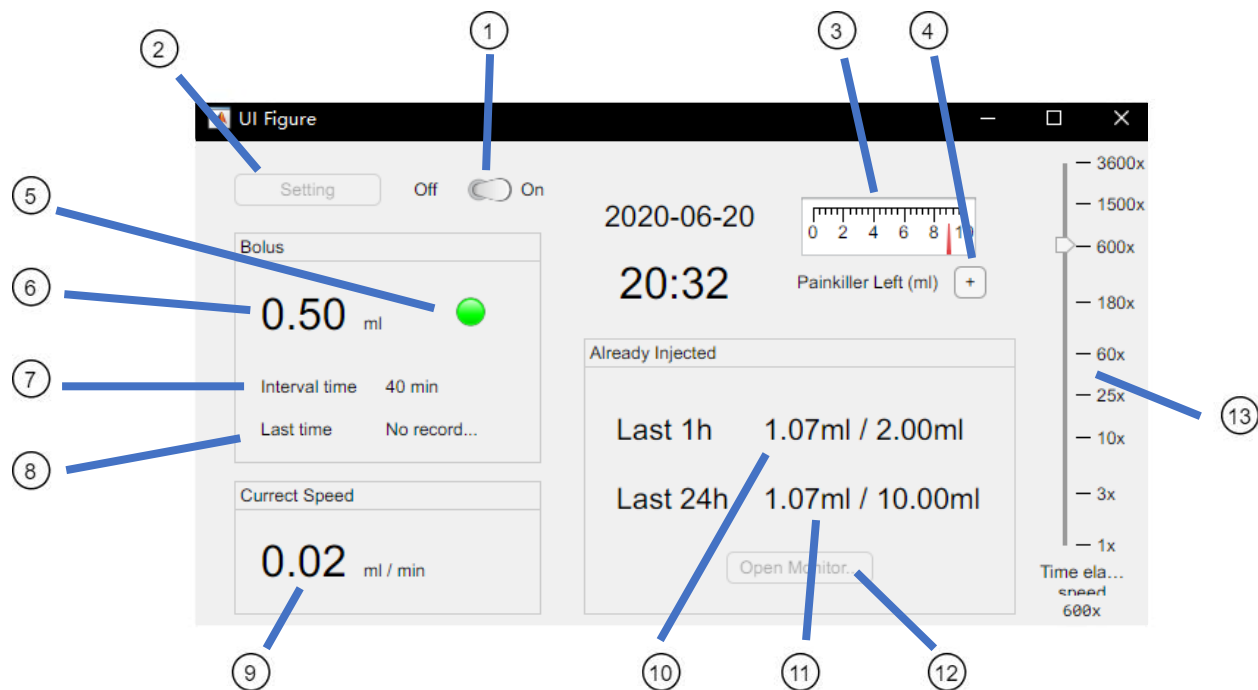 1
2
3
4
UI Figure
Setting
Off
On
5
Bolus
6
0.50 ml
7
Interval time 40 min
Last time No record...
8
Currect Speed
0.02 ml / min
9
2020-06-20
20:32
0 2 4 6 8 10
Painkiller Left (ml) +
Already Injected
Last 1h 1.07ml / 2.00ml
Last 24h 1.07ml / 10.00ml
Open Monitor...
10
11
12
3600x
1500x
600x
180x
60x
25x
10x
3x
1x
13
Time ela...
speed
600x